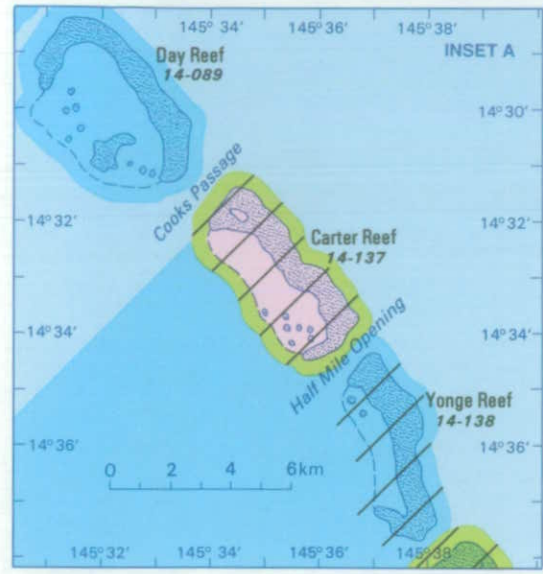 145° 34′ 145° 36′ 145° 38′
INSET A
Day Reef
14-089
14° 30′
Cooks Passage
14° 32′ 14° 32′
Carter Reef
14-137
14° 34′ 14° 34′
Half Mile Opening
Yonge Reef
14-138
14° 36′ 14° 36′
0 2 4 6km
145° 32′ 145° 34′ 145° 36′ 145° 38′